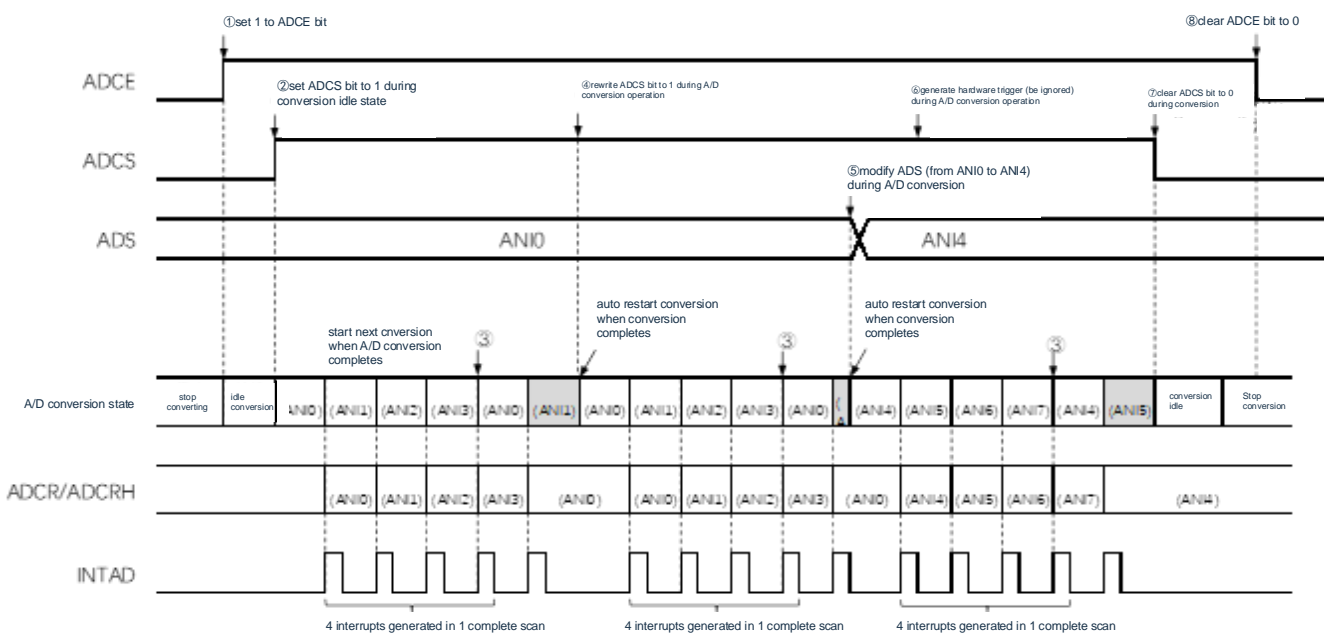 ①set 1 to ADCE bit
⑧clear ADCE bit to 0
ADCE
②set ADCS bit to 1 during
conversion idle state
④rewrite ADCS bit to 1 during A/D
conversion operation
⑥generate hardware trigger (be ignored)
during A/D conversion operation
⑦clear ADCS bit to 0
during conversion
ADCS
⑤modify ADS (from ANI0 to ANI4)
during A/D conversion
ADS
ANI0
ANI4
start next cnversion
when A/D conversion
completes
③
auto restart conversion
when conversion
completes
③
auto restart conversion
when conversion
completes
③
A/D conversion state
stop
converting
idle
conversion
(ANI0) (ANI1) (ANI2) (ANI3) (ANI0) (ANI1) (ANI0) (ANI1) (ANI2) (ANI3) (ANI0) (ANI4) (ANI5) (ANI6) (ANI7) (ANI4) (ANI5)
conversion
idle
Stop
conversion
ADCR/ADCRH
(ANI0) (ANI1) (ANI2) (ANI3) (ANI0) (ANI0) (ANI1) (ANI2) (ANI3) (ANI0) (ANI4) (ANI5) (ANI6) (ANI7) (ANI4)
INTAD
4 interrupts generated in 1 complete scan
4 interrupts generated in 1 complete scan
4 interrupts generated in 1 complete scan